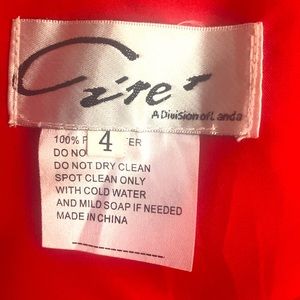 A Division of Landa
100% P
4
ER
DO NO
DO NOT DRY CLEAN
SPOT CLEAN ONLY
WITH COLD WATER
AND MILD SOAP IF NEEDED
MADE IN CHINA